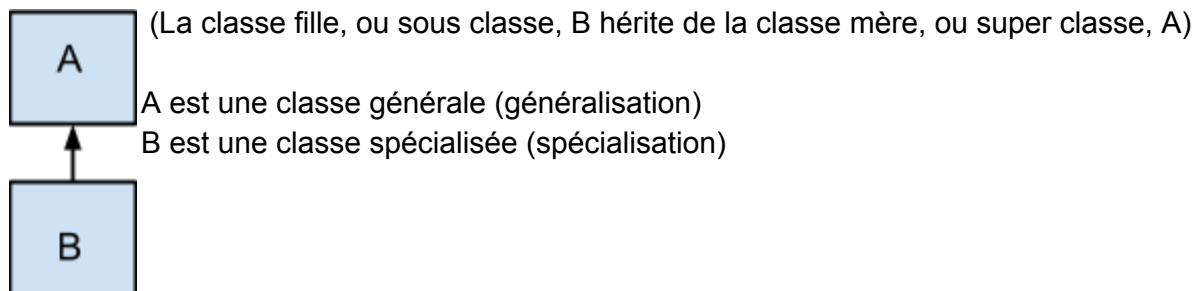 (La classe fille, ou sous classe, B hérite de la classe mère, ou super classe, A)
A
A est une classe générale (généralisation)
B est une classe spécialisée (spécialisation)
B